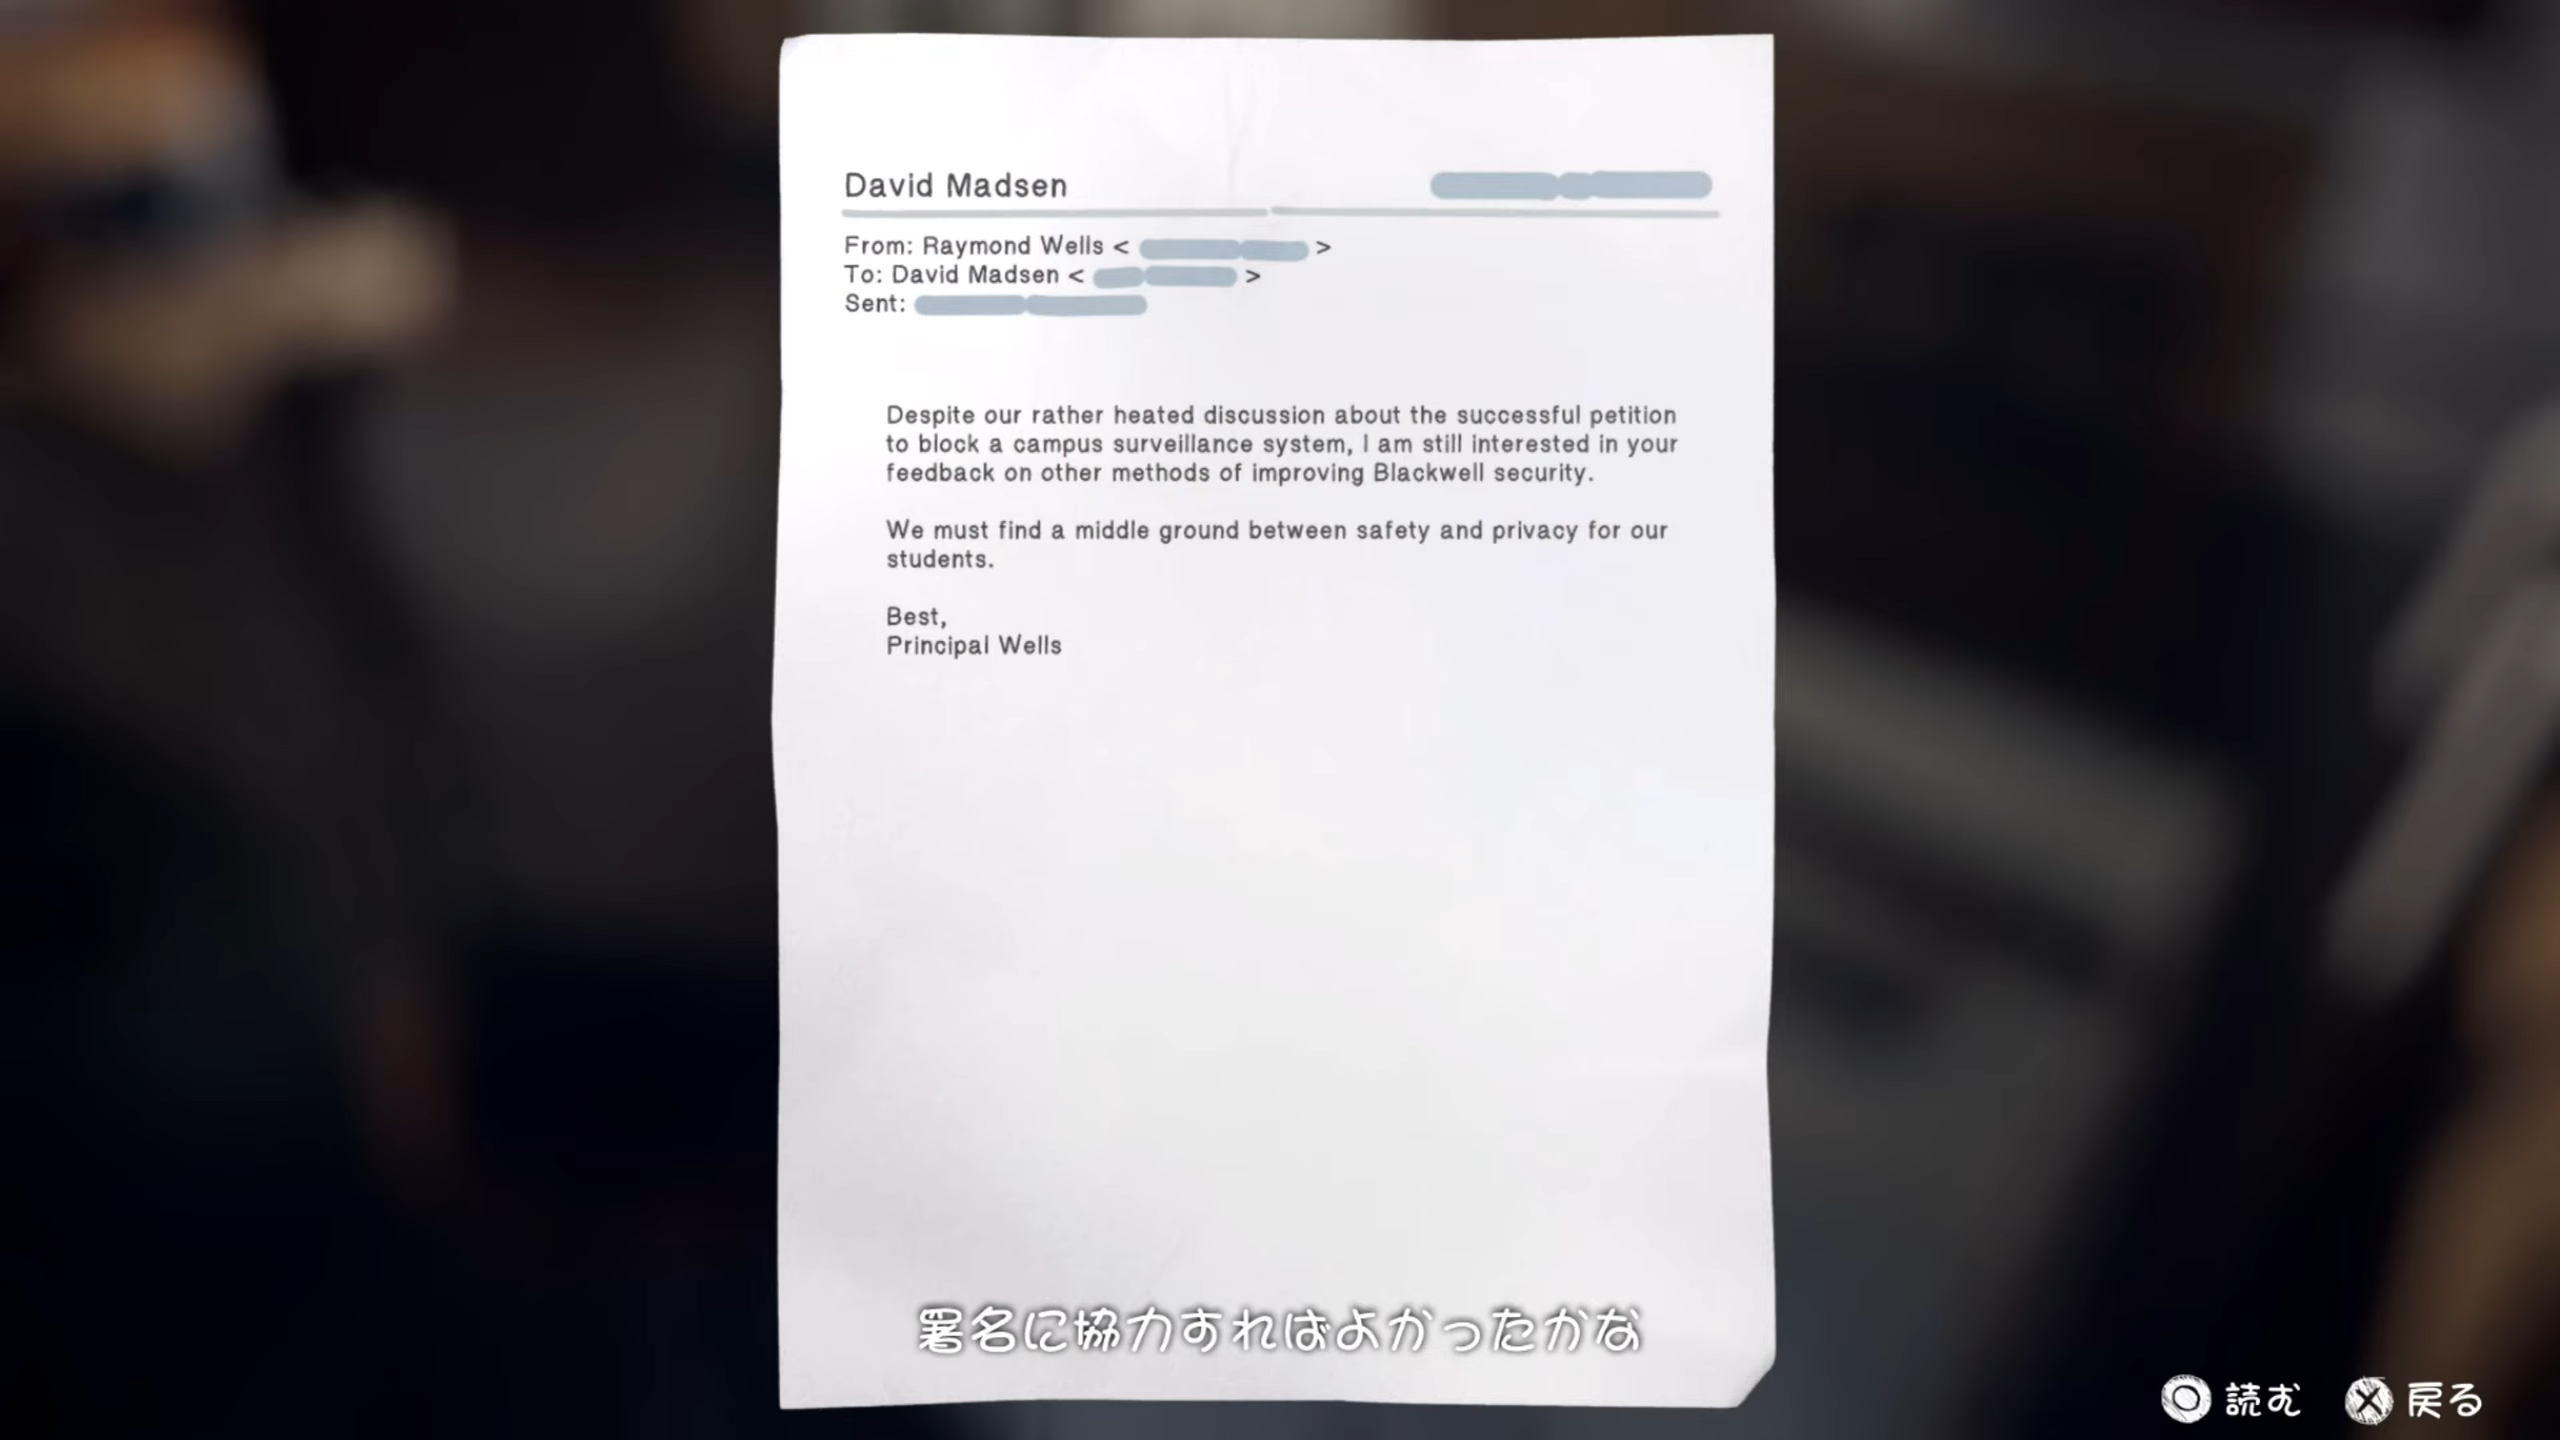 David Madsen
From: Raymond Wells < >
To: David Madsen < >
Sent:
Despite our rather heated discussion about the successful petition
to block a campus surveillance system, I am still interested in your
feedback on other methods of improving Blackwell security.
We must find a middle ground between safety and privacy for our
students.
Best,
Principal Wells
署名に協力すればよかったかな
読む 戻る